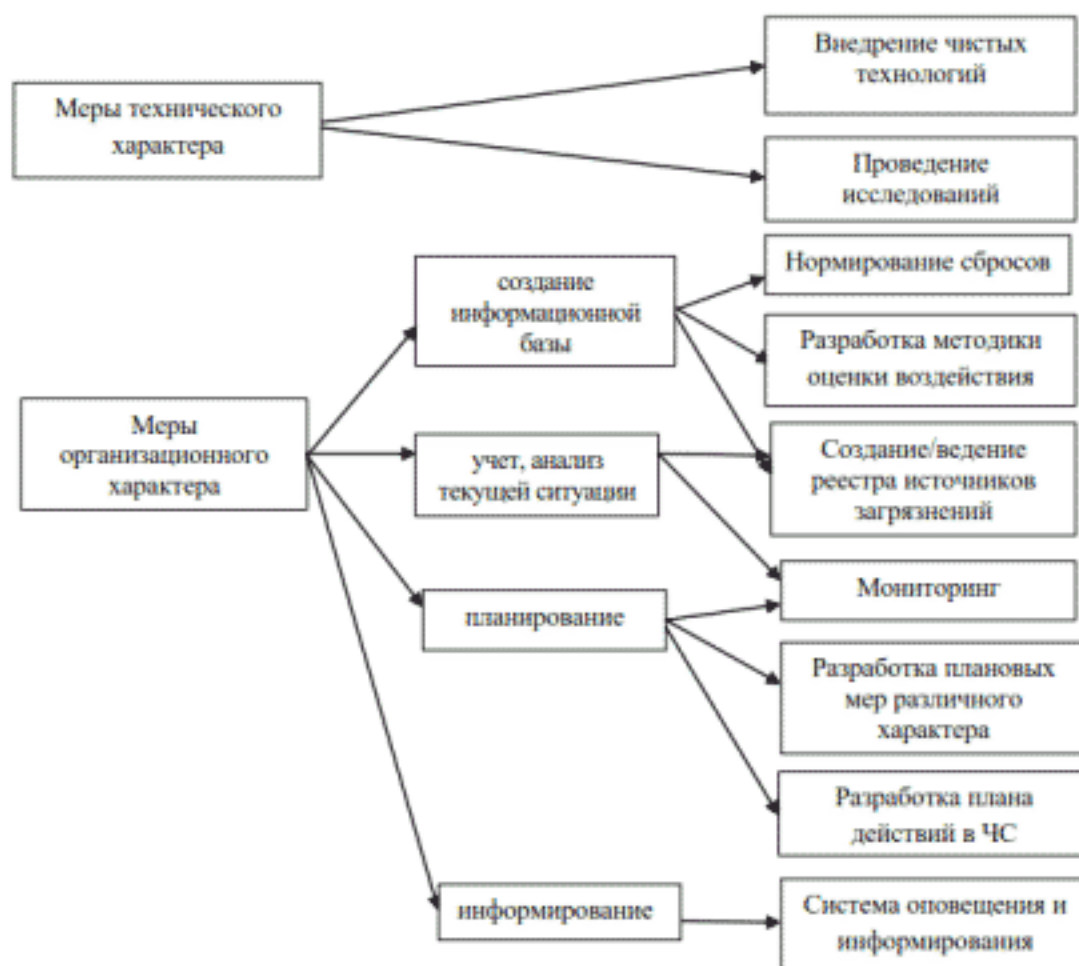 Внедрение чистых
технологий
Меры технического
характера
Проведение
исследований
Нормирование сбросов
создание
информационной
базы
Разработка методики
оценки воздействия
Меры
организационного
характера
учет, анализ
текущей ситуации
Создание/ведение
реестра источников
загрязнений
Мониторинг
планирование
Разработка плановых
мер различного
характера
Разработка плана
действий в ЧС
информирование
Система оповещения и
информирования